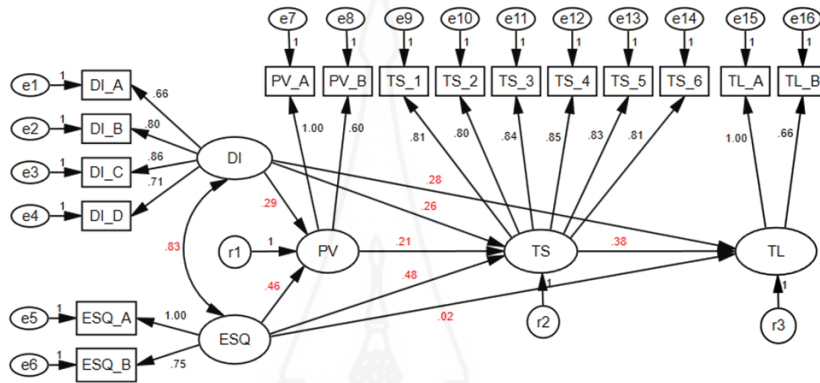 e7 e8 e9 e10 e11 e12 e13 e14 e15 e16
1 1 1 1 1 1 1 1 1 1
PV_A PV_B TS_1 TS_2 TS_3 TS_4 TS_5 TS_6 TL_A TL_B
e1 1 DI_A
e2 1 DI_B
e3 1 DI_C
e4 1 DI_D
.66
.80
.86
.71
1.00 .60
.81 .80 .84 .85 .83 .81
1.00 .66
DI
.29
.28
.26
.83
r1 1 PV .21 TS .38 TL
.46 .48
.02
1 1
r2 r3
e5 1 ESQ_A 1.00
ESQ
e6 1 ESQ_B .75